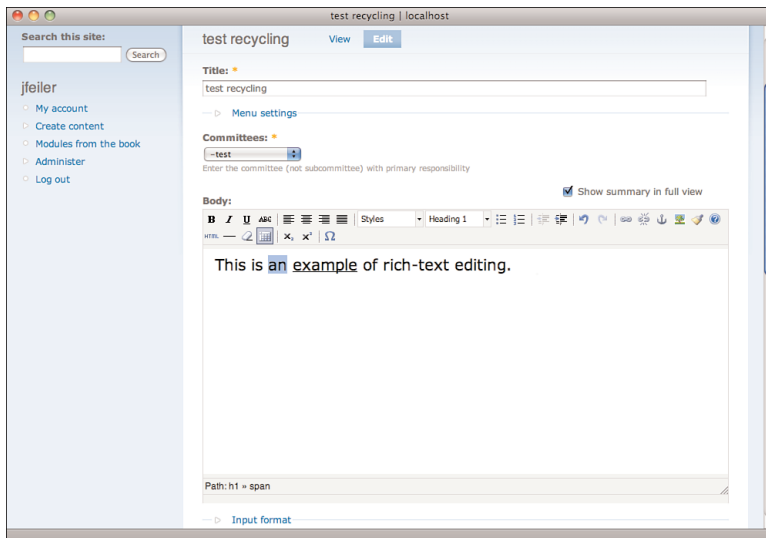 test recycling | localhost
Search this site:
Search
jfeiler
My account
Create content
Modules from the book
Administer
Log out
test recycling View Edit
Title: *
test recycling
Menu settings
Committees: *
-test
Enter the committee (not subcommittee) with primary responsibility
Show summary in full view
Body:
B I U ABC Styles Heading 1
HTML x₂ x² Ω
This is an example of rich-text editing.
Path: h1 » span
Input format